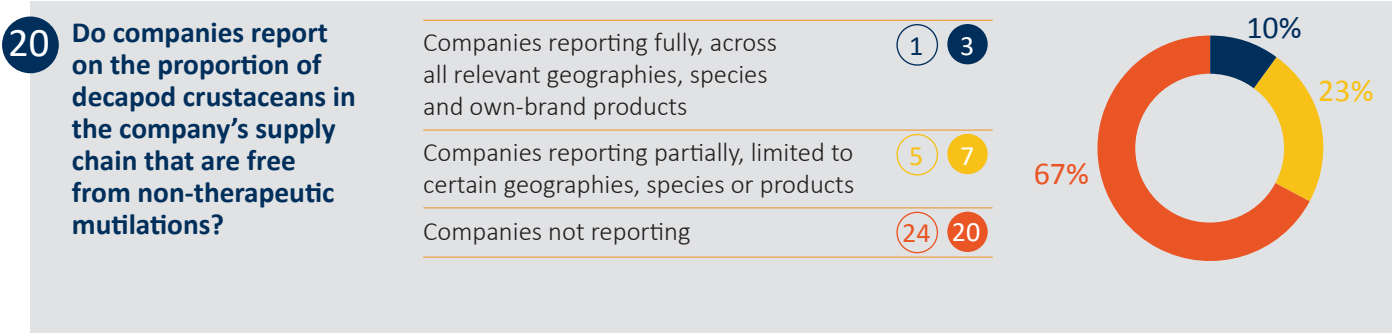 20
Do companies report
on the proportion of
decapod crustaceans in
the company's supply
chain that are free
from non-therapeutic
mutilations?
Companies reporting fully, across
all relevant geographies, species
and own-brand products
1 3
Companies reporting partially, limited to
certain geographies, species or products
5 7
Companies not reporting
24 20
10%
23%
67%